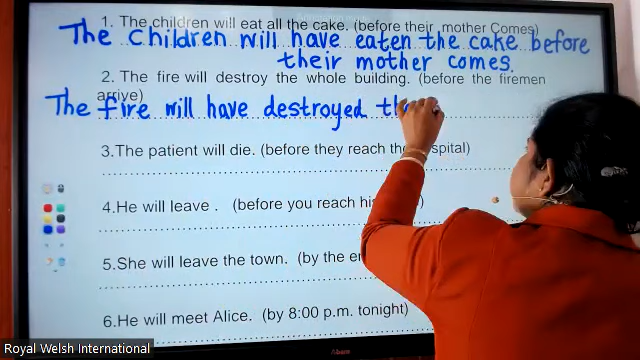 1. The children will eat all the cake. (before their mother Comes)
The Children will have eaten the cake before
their mother comes.
2. The fire will destroy the whole building. (before the firemen
arrive)
The fire will have destroyed
3.The patient will die. (before they reach the
4.He will leave . (before you reach
5.She will leave the town. (by the
6.He will meet Alice. (by 8:00 p.m. tonight)
Royal Welsh International